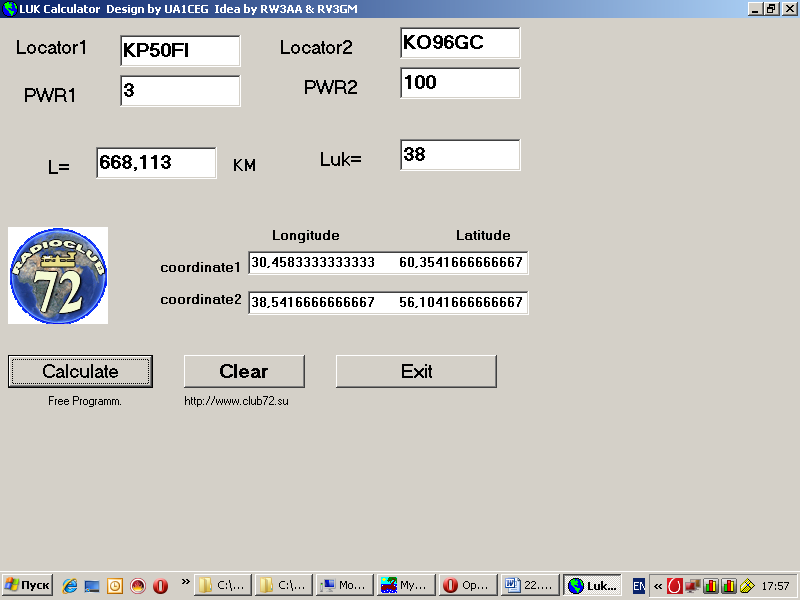 LUK Calculator Design by UA1CEG Idea by RW3AA & RV3GM
Locator1 KP50FI Locator2 KO96GC
PWR1 3 PWR2 100
L= 668,113 KM Luk= 38
Longitude Latitude
RADIOCLUB
72
coordinate1 30,4583333333333 60,3541666666667
coordinate2 38,5416666666667 56,1041666666667
Calculate Clear Exit
Free Programm. http://www.club72.su
Пуск » C:\... C:\... Mo... My... Op... 22.... Luk... EN « 17:57